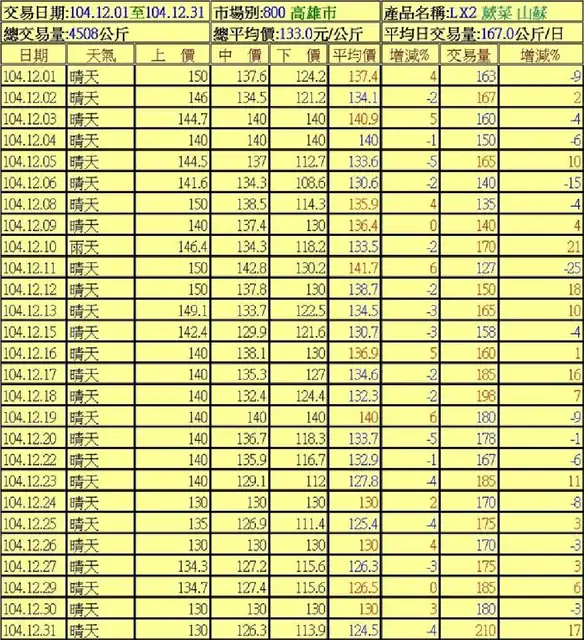 交易日期:104.12.01至104.12.31 市場別:800 高雄市 產品名稱:LX2 蕨菜 山蘇
總交易量:4508公斤 總平均價:133.0元/公斤 平均日交易量:167.0公斤/日
日期 天氣 上 價 中 價 下 價 平均價 增減% 交易量 增減%
104.12.01 晴天 150 137.6 124.2 137.4 4 163 -9
104.12.02 晴天 146 134.5 121.2 134.1 -2 167 2
104.12.03 晴天 144.7 140 140 140.9 5 160 -4
104.12.04 晴天 140 140 140 140 -1 150 -6
104.12.05 晴天 144.5 137 112.7 133.6 -5 165 10
104.12.06 晴天 141.6 134.3 108.6 130.6 -2 140 -15
104.12.08 晴天 150 138.5 114.3 135.9 4 135 -4
104.12.09 晴天 140 137.4 130 136.4 0 140 4
104.12.10 雨天 146.4 134.3 118.2 133.5 -2 170 21
104.12.11 晴天 150 142.8 130.2 141.7 6 127 -25
104.12.12 晴天 150 137.8 130 138.7 -2 150 18
104.12.13 晴天 149.1 133.7 122.5 134.5 -3 165 10
104.12.15 晴天 142.4 129.9 121.6 130.7 -3 158 -4
104.12.16 晴天 140 138.1 130 136.9 5 160 1
104.12.17 晴天 140 135.3 127 134.6 -2 185 16
104.12.18 晴天 140 132.4 124.4 132.3 -2 198 7
104.12.19 晴天 140 140 140 140 6 180 -9
104.12.20 晴天 140 136.7 118.3 133.7 -5 178 -1
104.12.22 晴天 140 135.9 116.7 132.9 -1 167 -6
104.12.23 晴天 140 129.1 112 127.8 -4 185 11
104.12.24 晴天 130 130 130 130 2 170 -8
104.12.25 晴天 135 126.9 111.4 125.4 -4 175 3
104.12.26 晴天 130 130 130 130 4 170 -3
104.12.27 晴天 134.3 127.2 115.6 126.3 -3 175 3
104.12.29 晴天 134.7 127.4 115.6 126.5 0 185 6
104.12.30 晴天 130 130 130 130 3 180 -3
104.12.31 晴天 130 126.3 113.9 124.5 -4 210 17